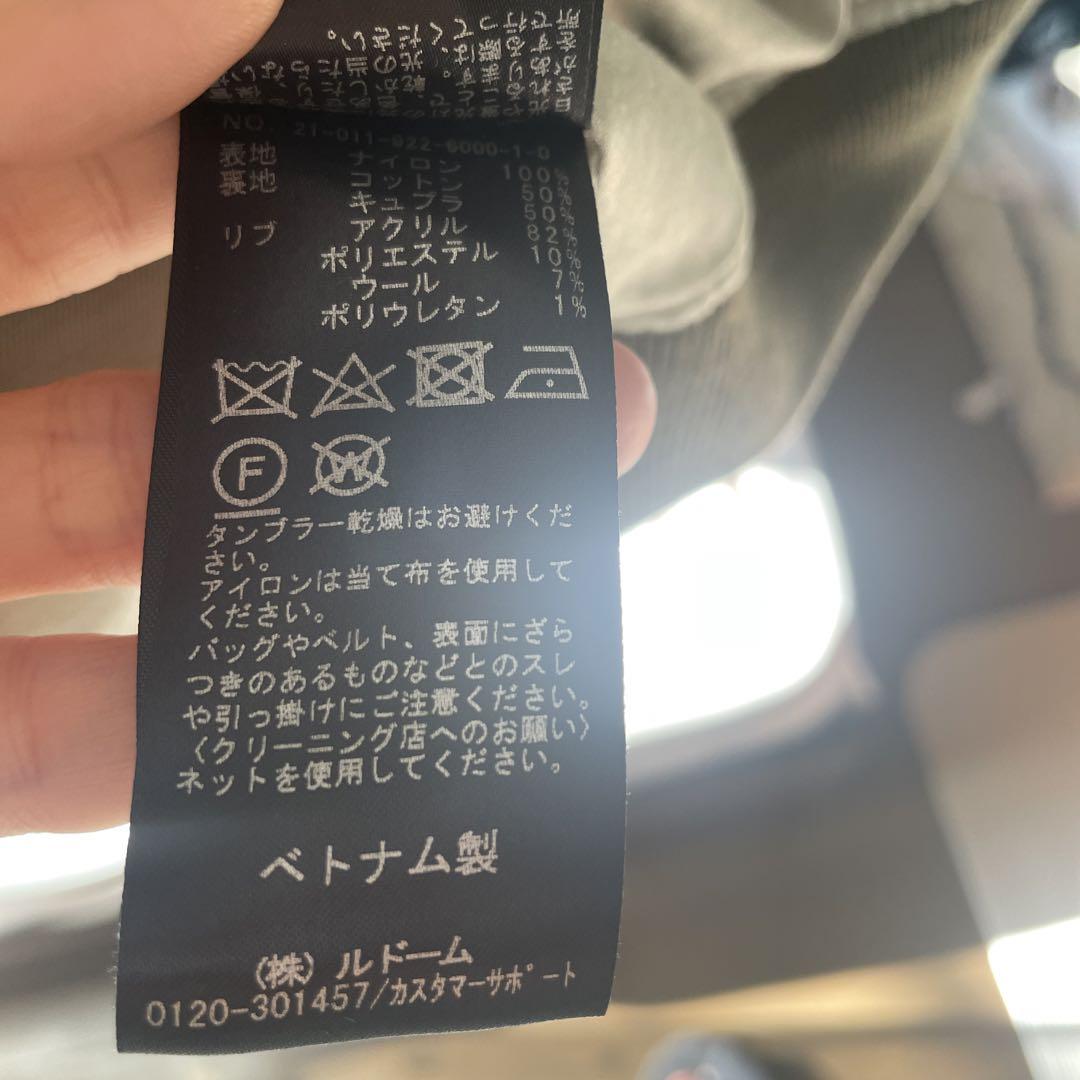 NO. 21-011-922-6000-1-0
表地 ナイロン 100%
裏地 コットン 50%
キュプラ 50%
リブ アクリル 82%
ポリエステル 10%
ウール 7%
ポリウレタン 1%
F W
タンブラー乾燥はお避けくだ
さい。
アイロンは当て布を使用して
ください。
バッグやベルト、表面にざら
つきのあるものなどとのスレ
や引っ掛けにご注意ください。
〈クリーニング店へのお願い〉
ネットを使用してください。
ベトナム製
(株)ルドーム
0120-301457/カスタマーサポート